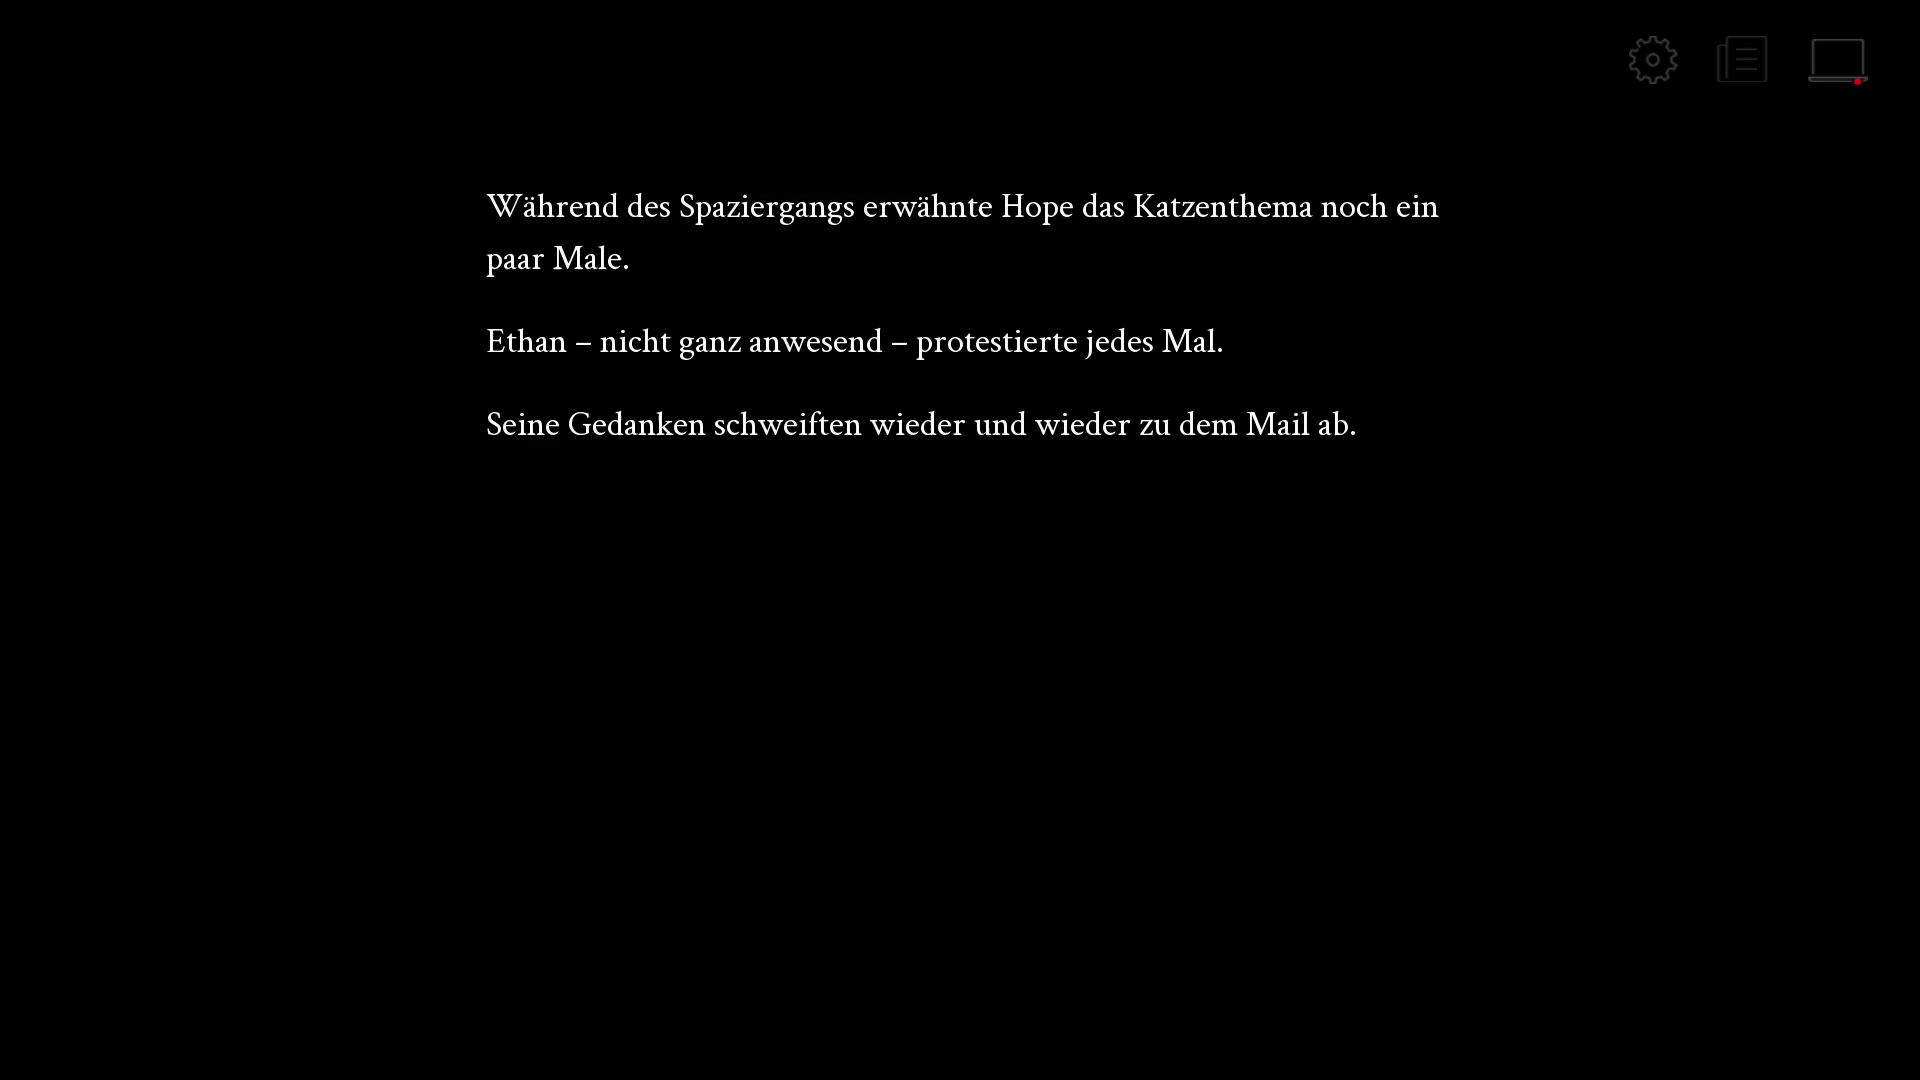 Während des Spaziergangs erwähnte Hope das Katzenthema noch ein
paar Male.
Ethan – nicht ganz anwesend – protestierte jedes Mal.
Seine Gedanken schweiften wieder und wieder zu dem Mail ab.